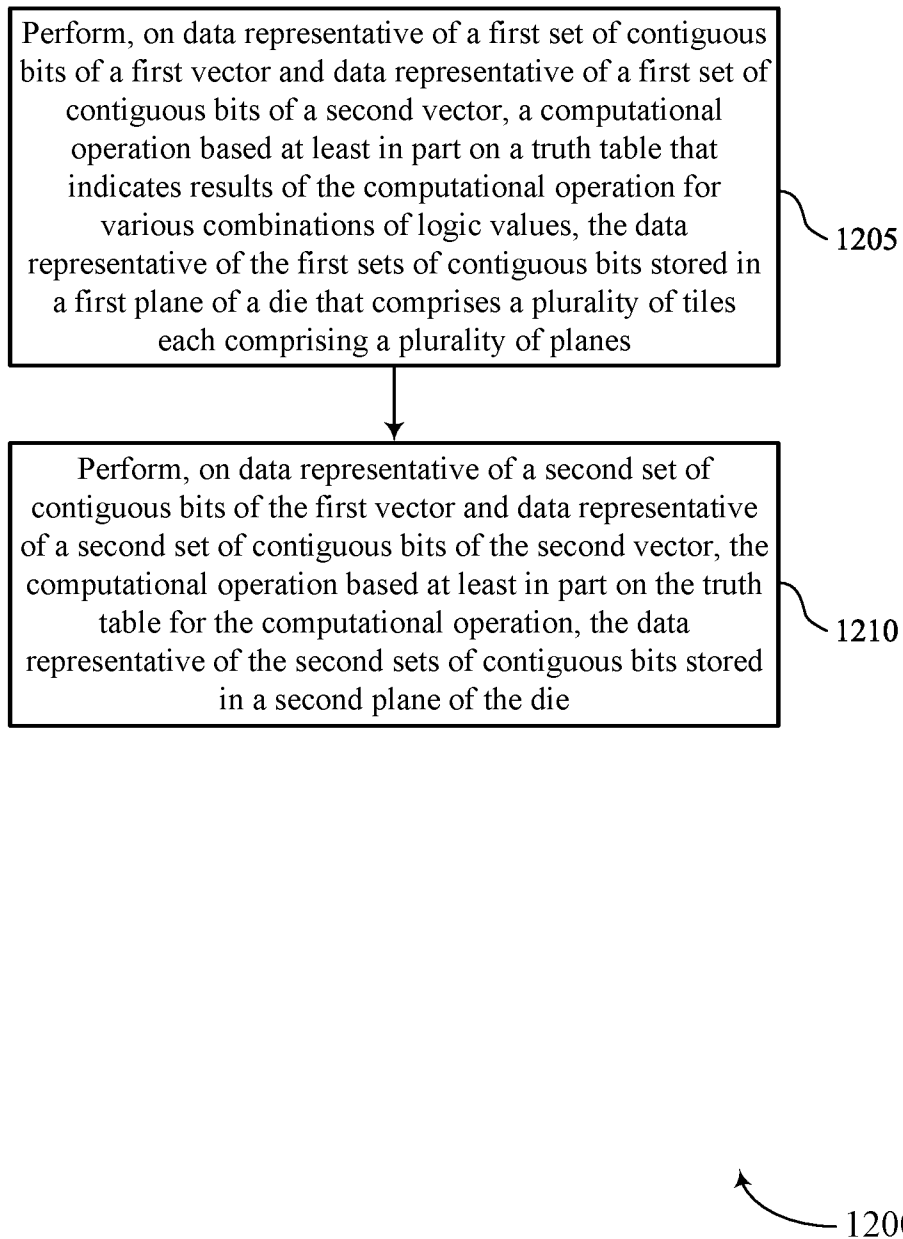 Perform, on data representative of a first set of contiguous
bits of a first vector and data representative of a first set of
contiguous bits of a second vector, a computational
operation based at least in part on a truth table that
indicates results of the computational operation for
various combinations of logic values, the data
representative of the first sets of contiguous bits stored in
a first plane of a die that comprises a plurality of tiles
each comprising a plurality of planes
1205
Perform, on data representative of a second set of
contiguous bits of the first vector and data representative
of a second set of contiguous bits of the second vector, the
computational operation based at least in part on the truth
table for the computational operation, the data
representative of the second sets of contiguous bits stored
in a second plane of the die
1210
1200